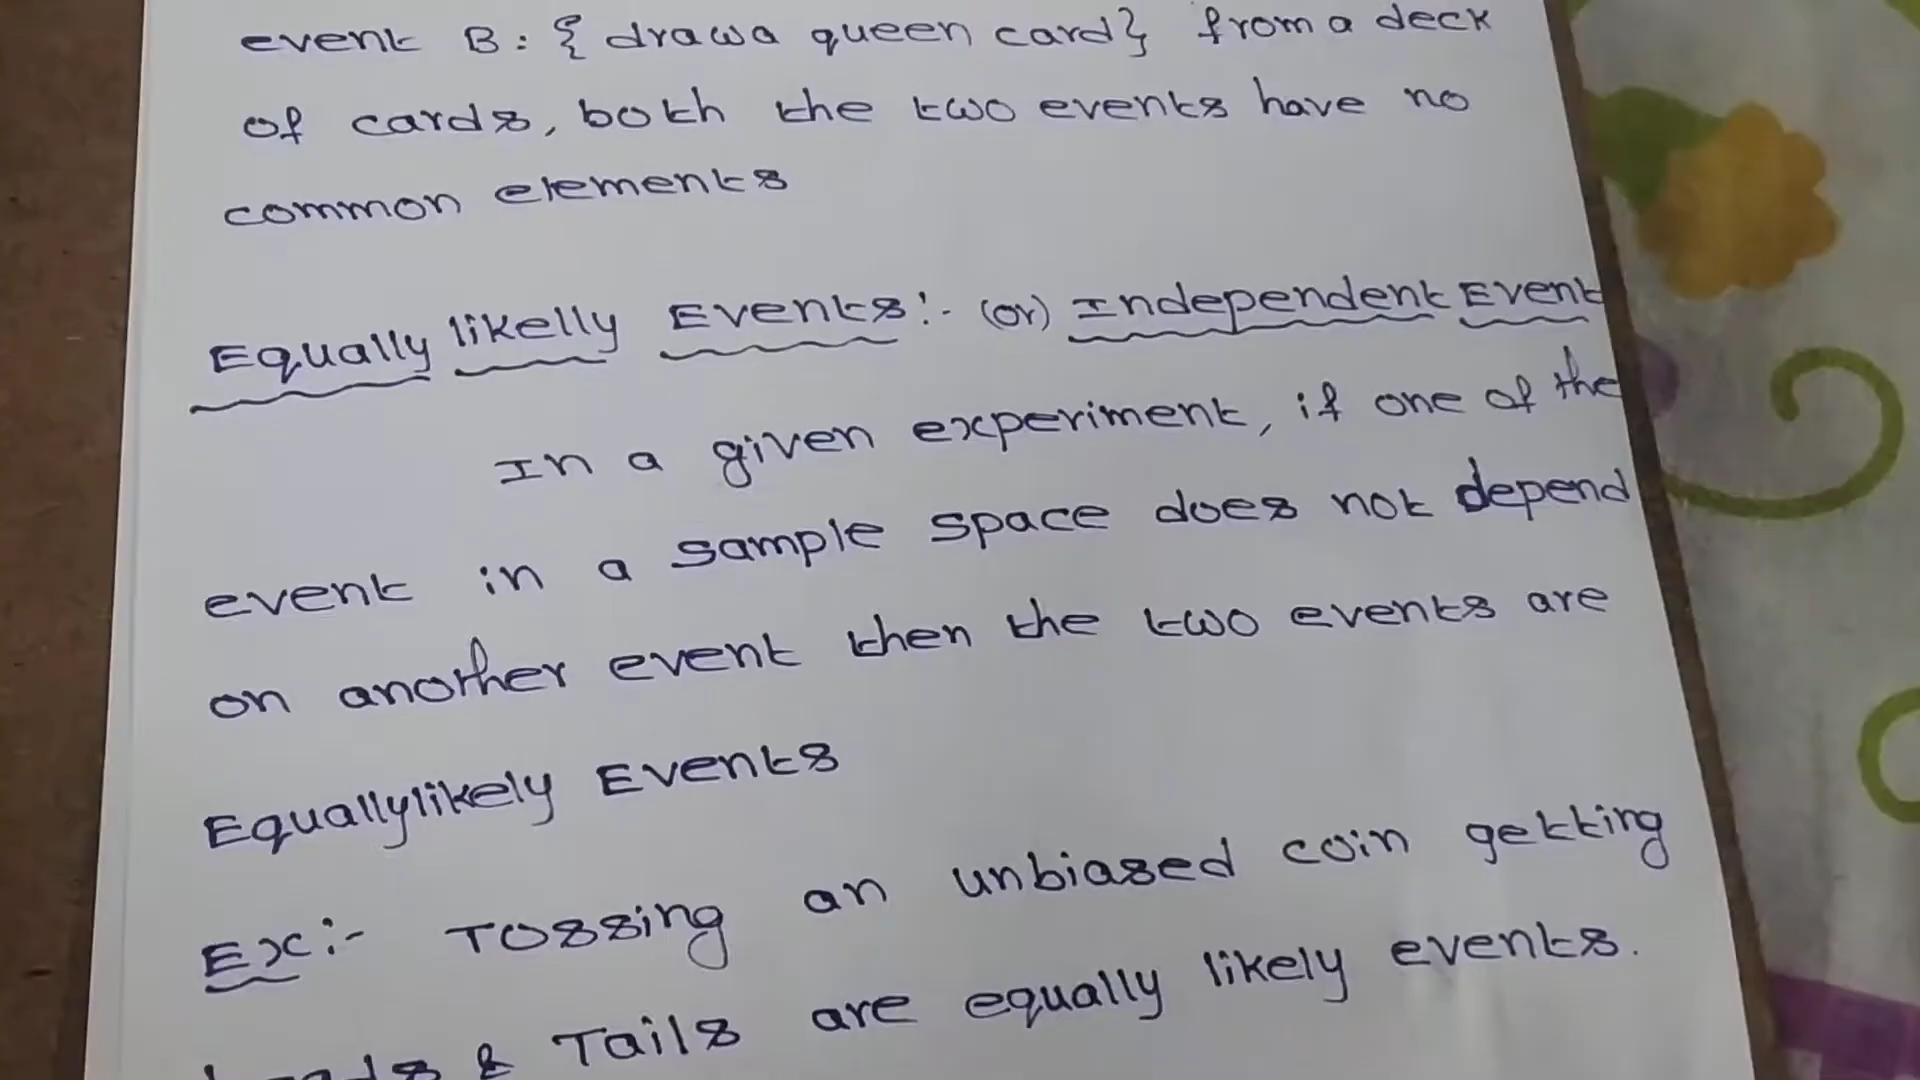 event B: { drawa queen card} from a deck
of cards, both the two events have no
common elements
Equally likelly Events:- (or) Independent Event
In a given experiment, if one of the
event in a sample space does not depend
on another event then the two events are
Equallylikely Events
Ex:- Tossing an unbiased coin getting
& Tails are equally likely events.